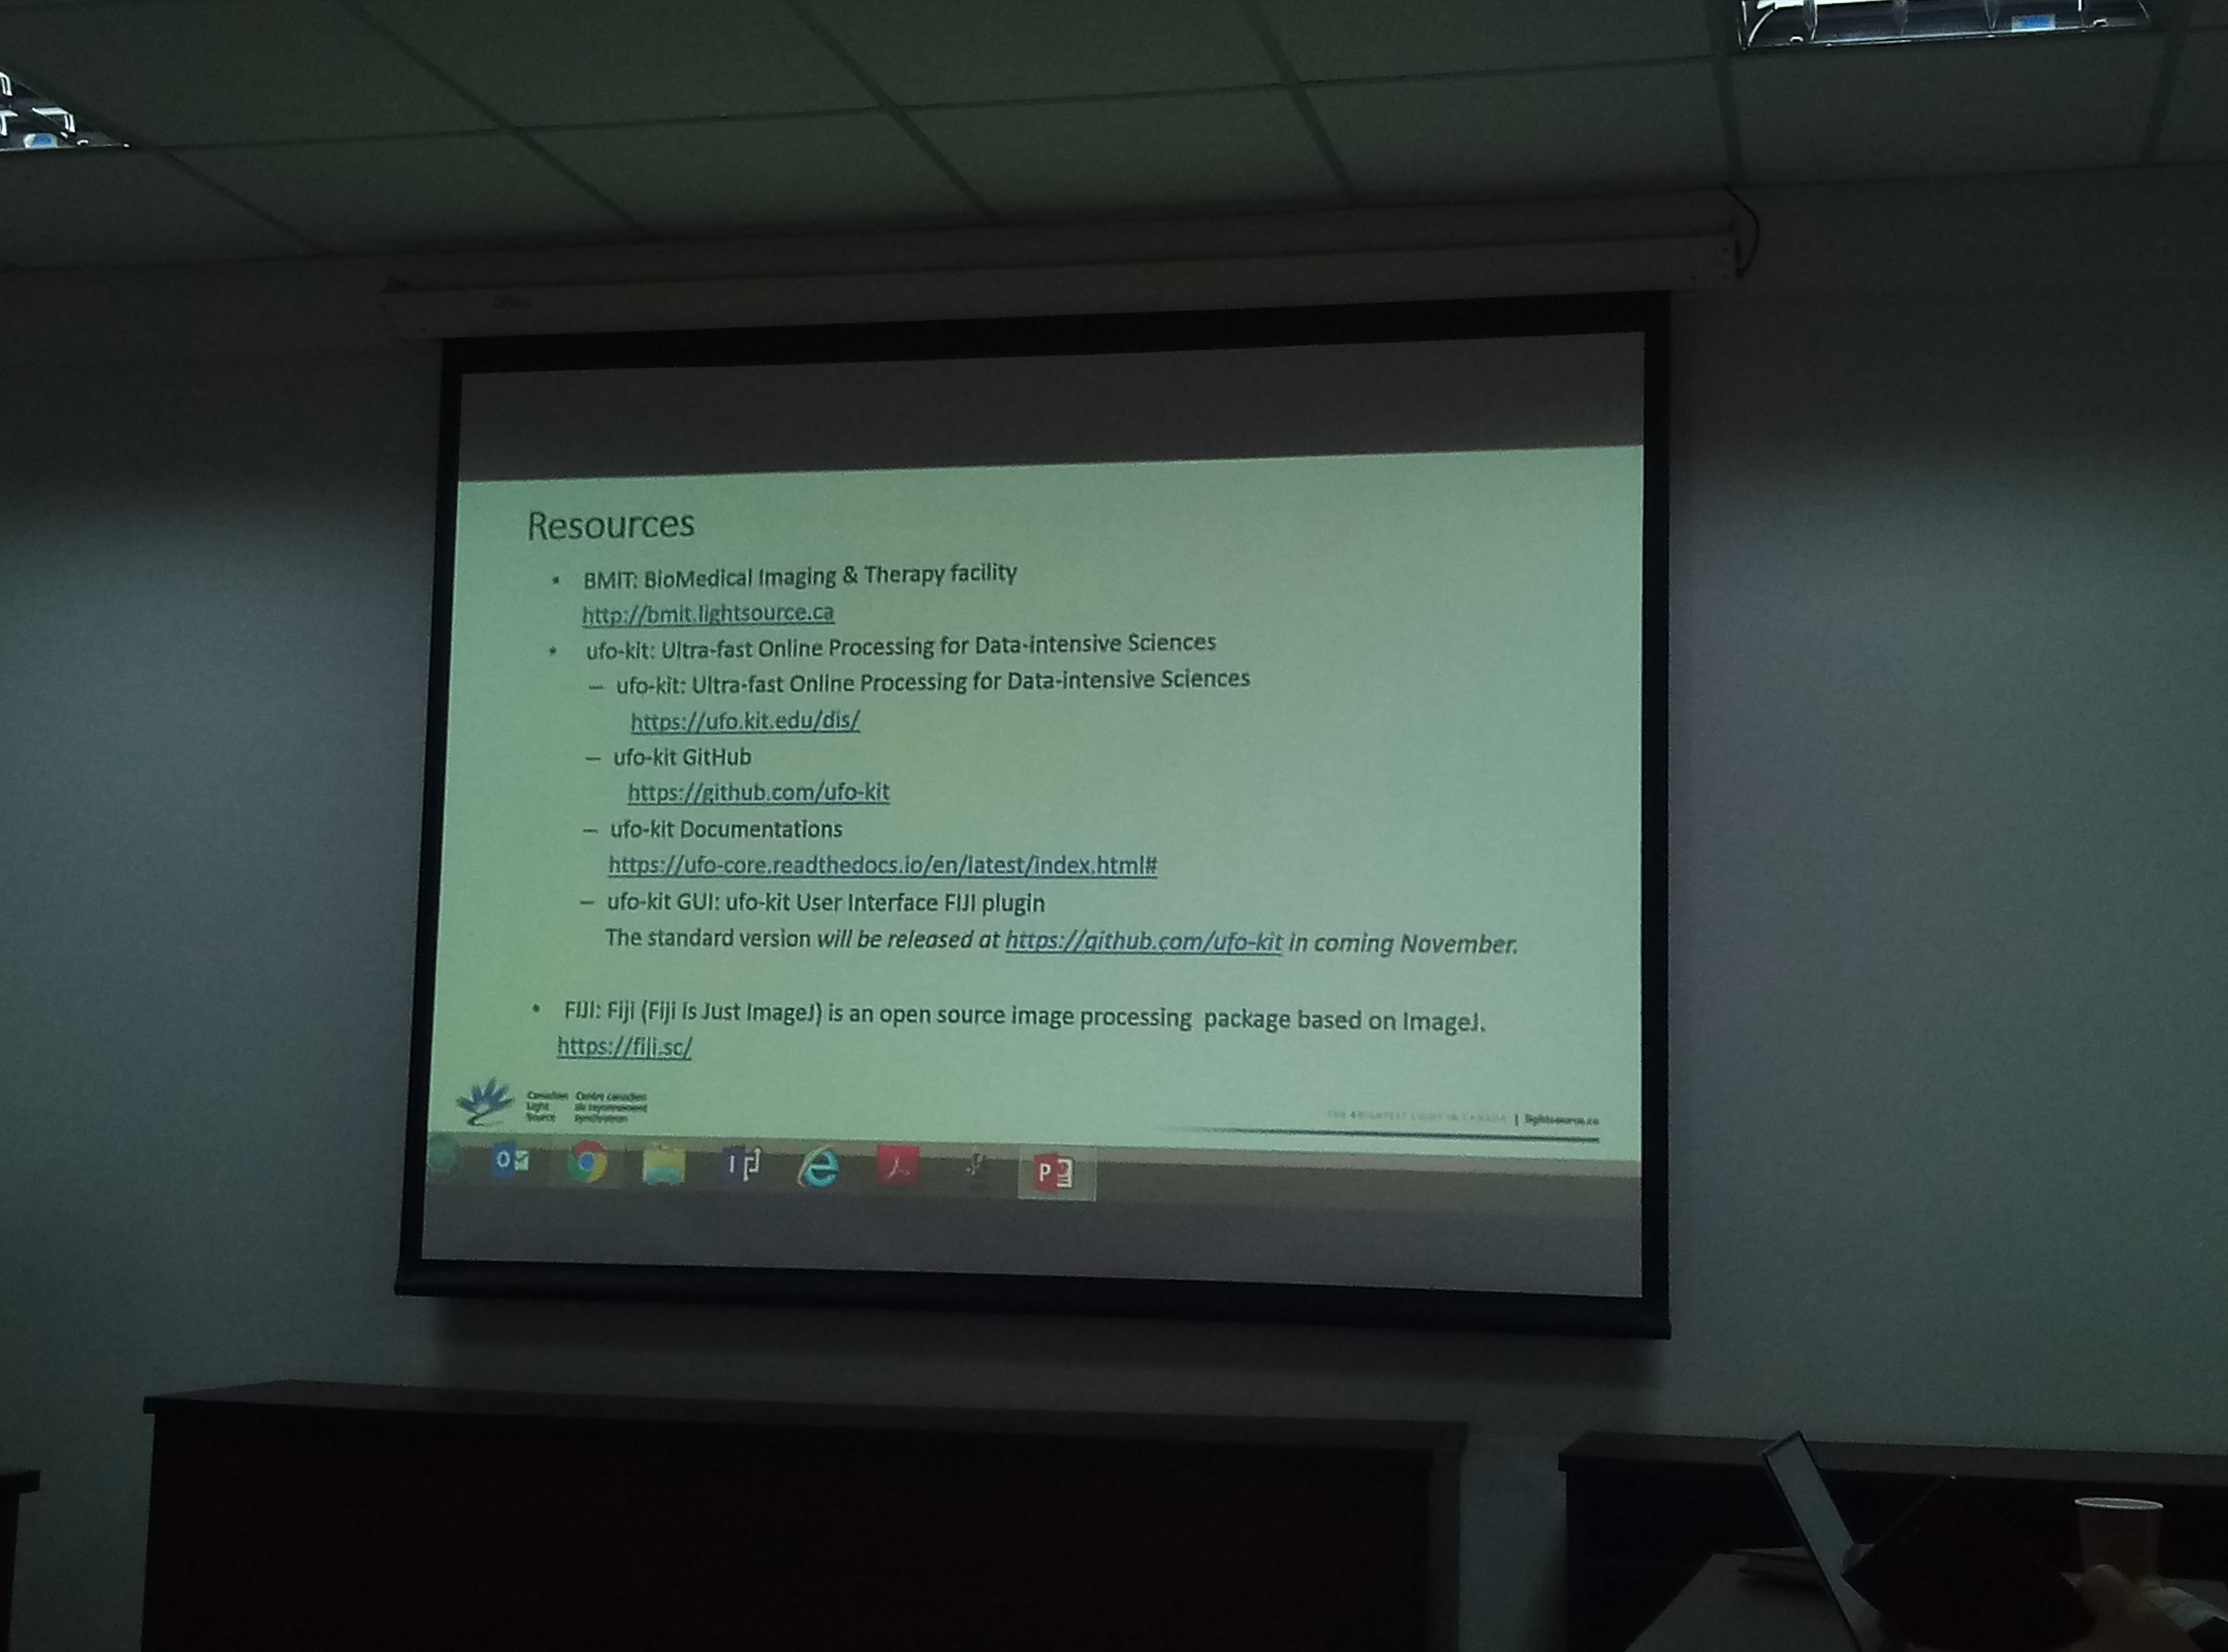 Resources
• BMIT: BioMedical Imaging & Therapy facility
http://bmit.lightsource.ca
• ufo-kit: Ultra-fast Online Processing for Data-intensive Sciences
– ufo-kit: Ultra-fast Online Processing for Data-intensive Sciences
https://ufo.kit.edu/dis/
– ufo-kit GitHub
https://github.com/ufo-kit
– ufo-kit Documentations
https://ufo-core.readthedocs.io/en/latest/index.html#
– ufo-kit GUI: ufo-kit User Interface FIJI plugin
The standard version will be released at https://github.com/ufo-kit in coming November.
• FIJI: Fiji (Fiji Is Just ImageJ) is an open source image processing package based on ImageJ.
https://fiji.sc/
Canadian Centre canadien
Light de rayonnement
Source synchrotron
THE BRIGHTEST LIGHT IN CANADA | lightsource.ca